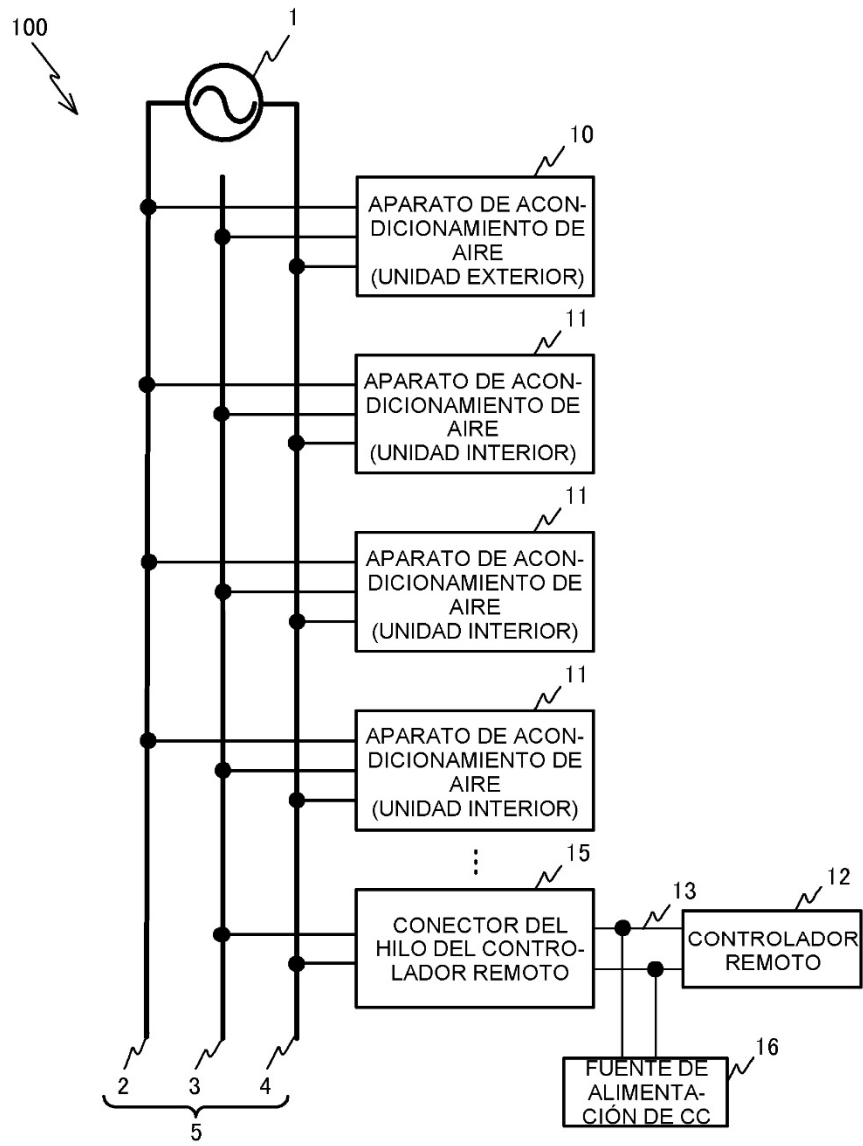 100
1
10
APARATO DE ACON-
DICIONAMIENTO DE
AIRE
(UNIDAD EXTERIOR)
11
APARATO DE ACON-
DICIONAMIENTO DE
AIRE
(UNIDAD INTERIOR)
11
APARATO DE ACON-
DICIONAMIENTO DE
AIRE
(UNIDAD INTERIOR)
11
APARATO DE ACON-
DICIONAMIENTO DE
AIRE
(UNIDAD INTERIOR)
15
CONECTOR DEL
HILO DEL CONTRO-
LADOR REMOTO
13
12
CONTROLADOR
REMOTO
16
FUENTE DE
ALIMENTA-
CIÓN DE CC
2 3 4
5